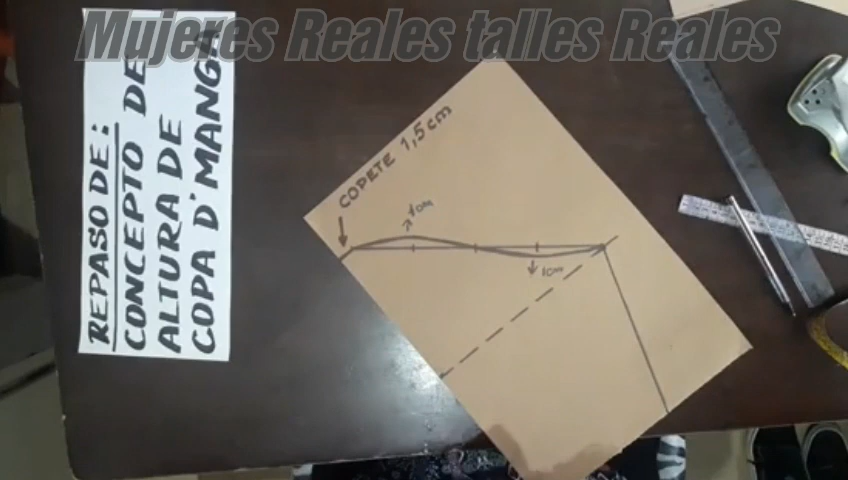 Mujeres Reales talles Reales
REPASO DE:
CONCEPTO DE
ALTURA DE
COPA D' MANGA
COPETE 1,5 cm
1cm
1cm